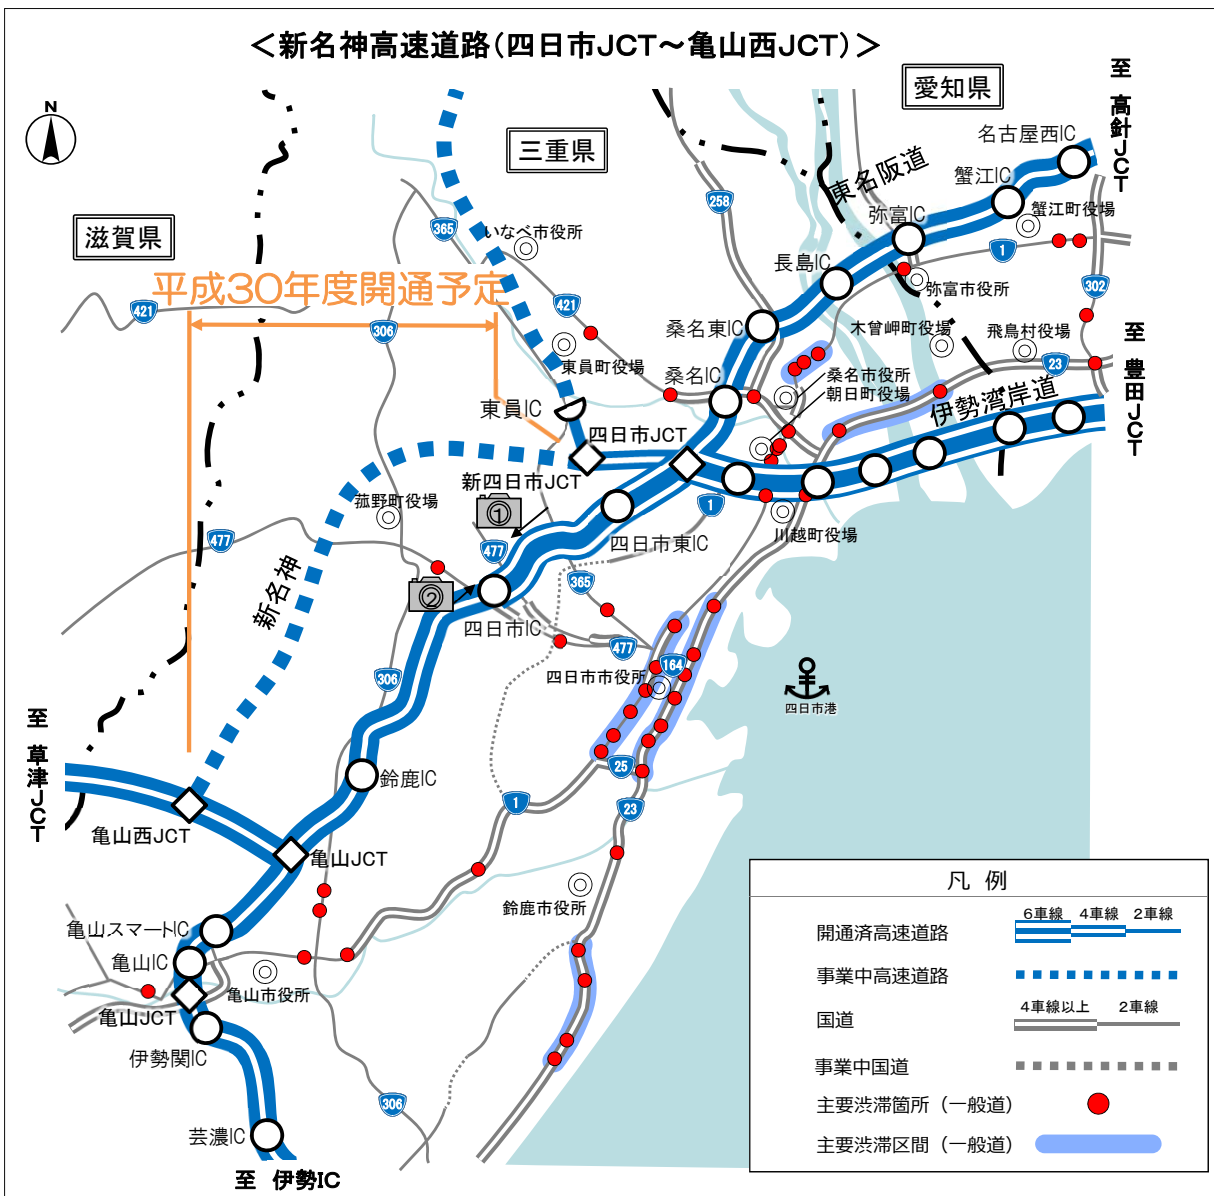 ＜新名神高速道路(四日市JCT～亀山西JCT)＞
至 高針JCT
愛知県
N
三重県
滋賀県
名古屋西IC
東名阪道
蟹江IC
蟹江町役場
弥富IC
258
365
いなべ市役所
1
長島IC
弥富市役所
302
平成30年度開通予定
421
421
306
桑名東IC
木曾岬町役場
飛島村役場
至 豊田JCT
23
東員町役場
桑名IC
桑名市役所
朝日町役場
東員IC
伊勢湾岸道
四日市JCT
新四日市JCT
菰野町役場
①
1
川越町役場
477
477
四日市東IC
365
新名神
②
四日市IC
477
306
四日市市役所
164
四日市港
至 草津JCT
25
鈴鹿IC
1
23
亀山西JCT
亀山JCT
鈴鹿市役所
亀山スマートIC
亀山IC
亀山市役所
亀山JCT
伊勢関IC
306
芸濃IC
至 伊勢IC
凡 例
6車線 4車線 2車線
開通済高速道路
事業中高速道路
4車線以上 2車線
国道
事業中国道
主要渋滞箇所（一般道）
主要渋滞区間（一般道）